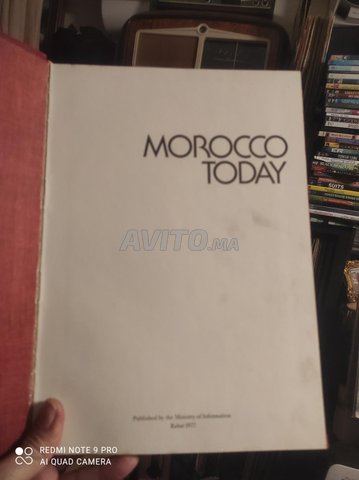 MOROCCO
TODAY
AVITO.MA
Published by the Ministry of Information
Rabat 1972
REDMI NOTE 9 PRO
AI QUAD CAMERA